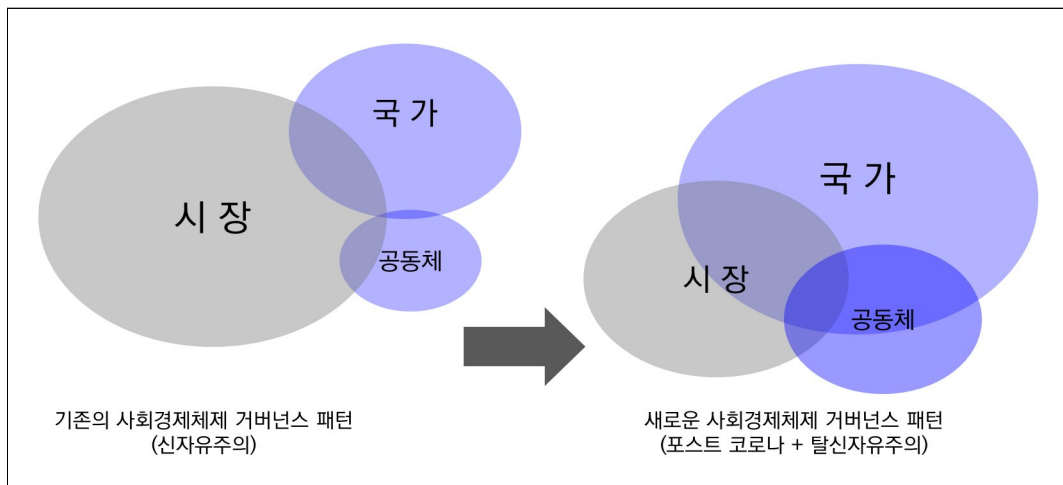 국 가
시 장
공동체
기존의 사회경제체제 거버넌스 패턴
(신자유주의)
국 가
시 장
공동체
새로운 사회경제체제 거버넌스 패턴
(포스트 코로나 + 탈신자유주의)